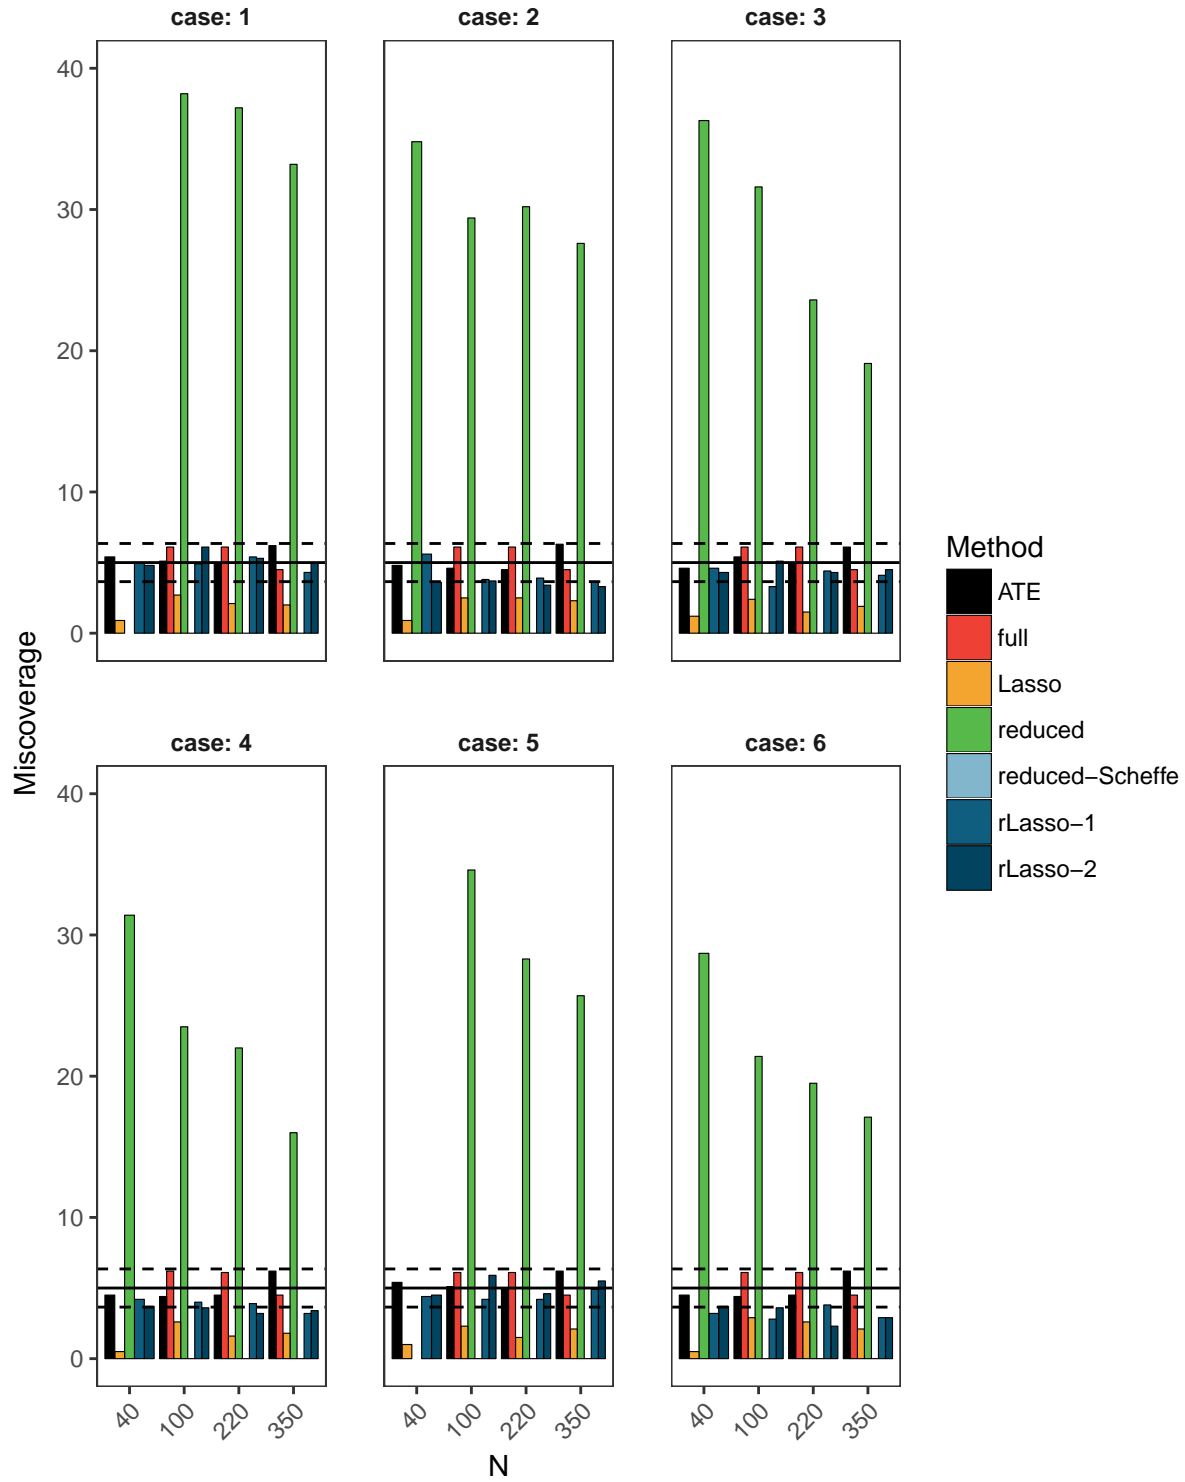 case: 1
case: 2
case: 3
40
30
20
10
0
Miscoverage
case: 4
case: 5
case: 6
40
30
20
10
0
40
100
220
350
40
100
220
350
40
100
220
350
N
Method
ATE
full
Lasso
reduced
reduced−Scheffe
rLasso−1
rLasso−2